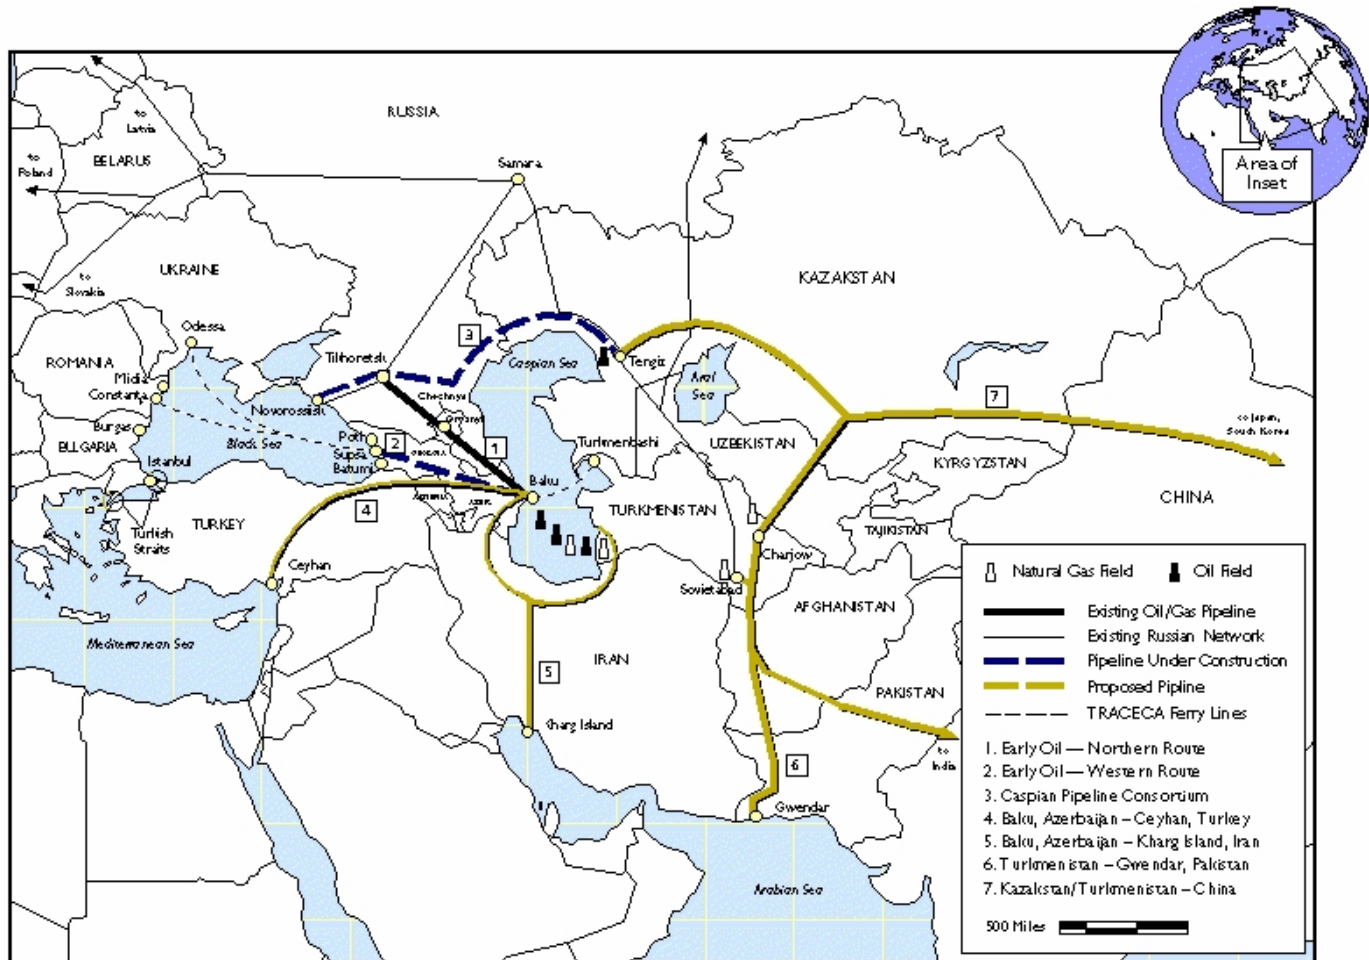 RUSSIA
to
Latvia
BELARUS
to
Poland
Samara
Area of
Inset
UKRAINE
to
Slovakia
KAZAKSTAN
Odessa
ROMANIA
Tikhoretsk
Caspian Sea
Tengiz
Aral
Sea
Midia
Constanta
Novorossiisk
Chechnya
Grozny
to Japan,
South Korea
Burgas
BULGARIA
Black Sea
Poti
Supsa
Batumi
Turkmenbashi
UZBEKISTAN
KYRGYZSTAN
Istanbul
Baku
TURKMENISTAN
CHINA
TURKEY
Turkish
Straits
TAJIKISTAN
Charjow
Ceyhan
Sovietabad
AFGHANISTAN
Mediterranean Sea
IRAN
PAKISTAN
Kharg Island
to
India
Gwendar
Arabian Sea
1
2
3
4
5
6
7
Natural Gas Field
Oil Field
Existing Oil/Gas Pipeline
Existing Russian Network
Pipeline Under Construction
Proposed Pipline
TRACECA Ferry Lines
1. Early Oil — Northern Route
2. Early Oil — Western Route
3. Caspian Pipeline Consortium
4. Baku, Azerbaijan – Ceyhan, Turkey
5. Baku, Azerbaijan – Kharg Island, Iran
6. Turkmenistan – Gwendar, Pakistan
7. Kazakstan/Turkmenistan – China
500 Miles